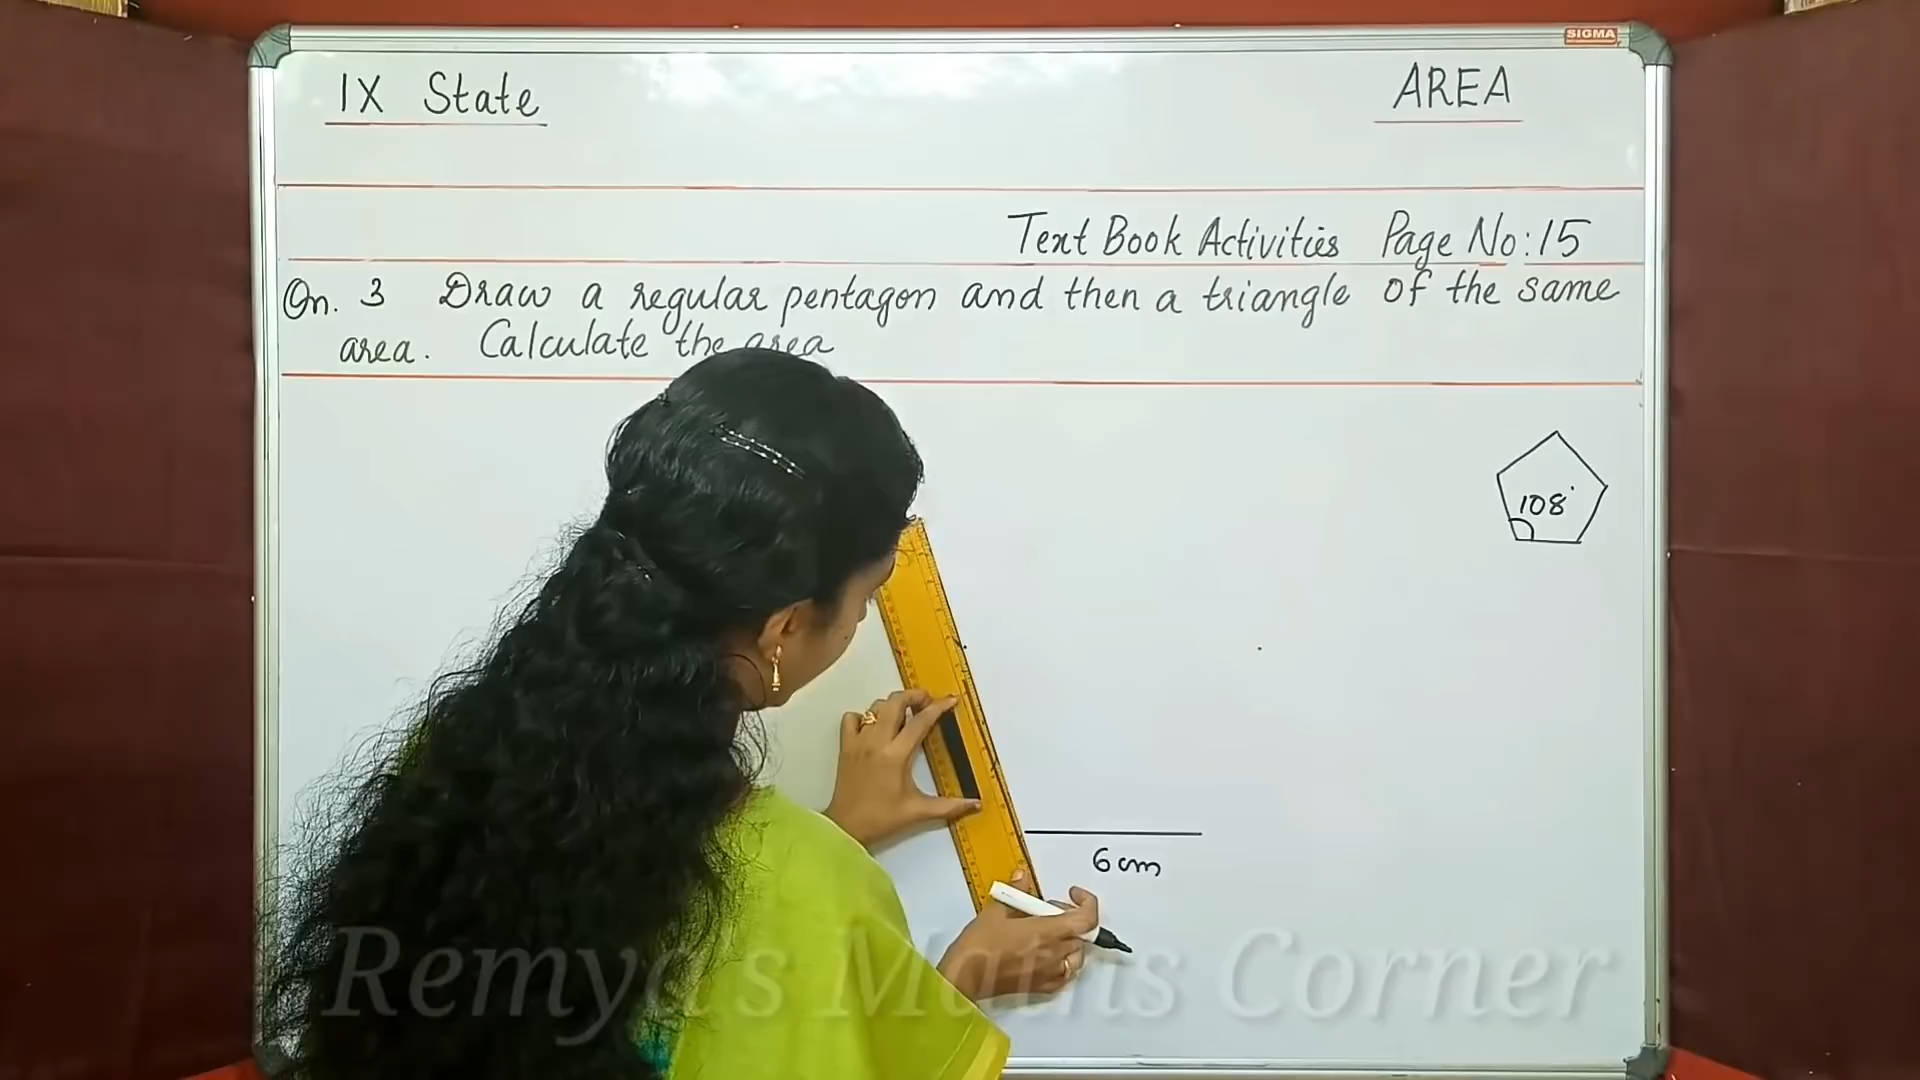 SIGMA
IX State
AREA
Text Book Activities Page No:15
Qn. 3 Draw a regular pentagon and then a triangle of the same
area. Calculate the area
108°
6 cm
Remya's Maths Corner